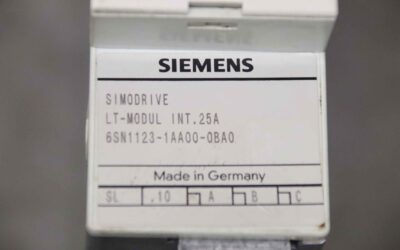 SIEMENS
SIMODRIVE
LT-MODUL INT.25A
6SN1123-1AA00-0BA0
Made in Germany
SL .10 A B C